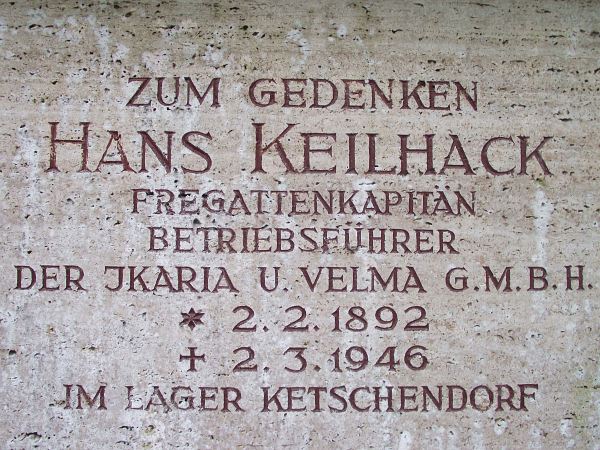 ZUM GEDENKEN
HANS KEILHACK
FREGATTENKAPITÄN
BETRIEBSFÜHRER
DER JKARIA U. VELMA G.M.B.H.
* 2.2.1892
✝ 2.3.1946
IM LAGER KETSCHENDORF